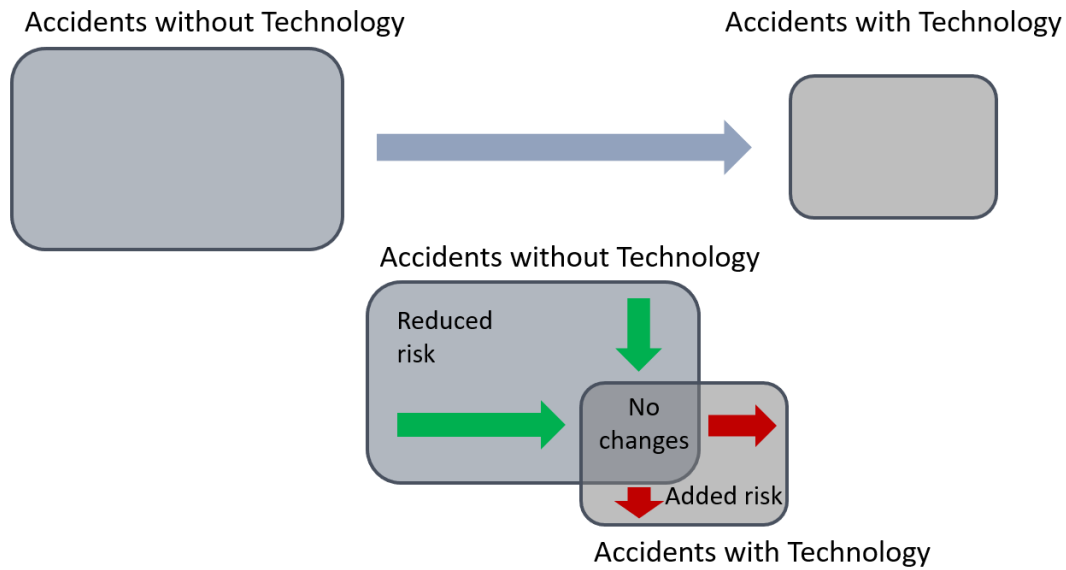 Accidents without Technology
Accidents with Technology
Accidents without Technology
Reduced
risk
No
changes
Added risk
Accidents with Technology